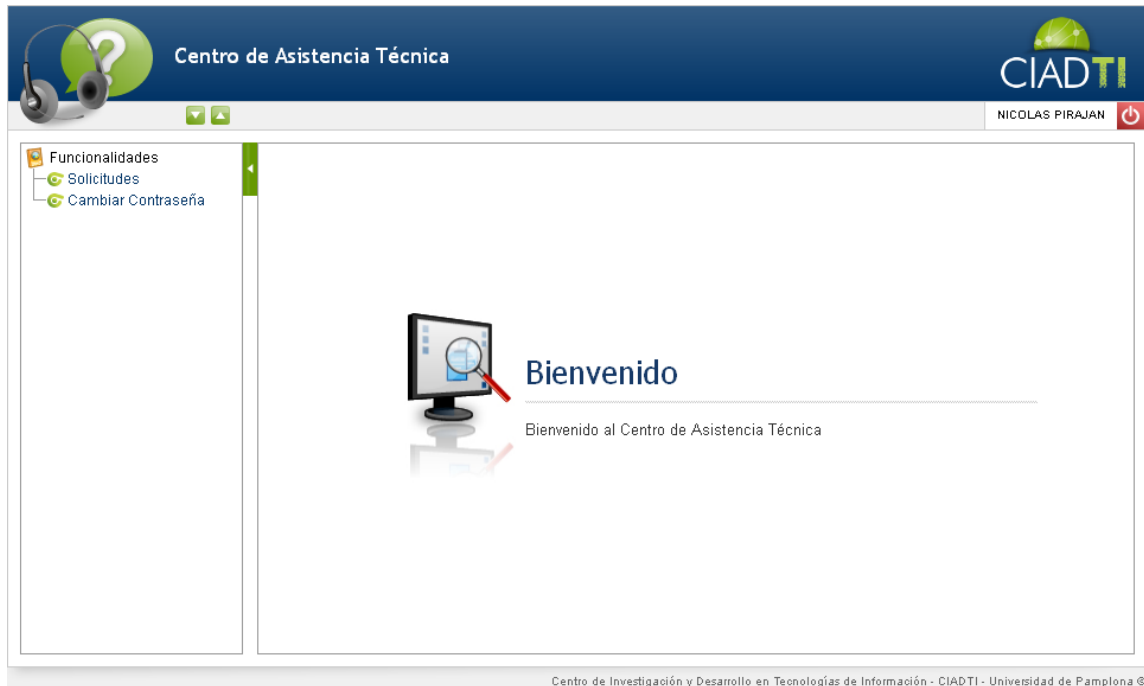 Centro de Asistencia Técnica
CIADTI
NICOLAS PIRAJAN
Funcionalidades
Solicitudes
Cambiar Contraseña
Bienvenido
Bienvenido al Centro de Asistencia Técnica
Centro de Investigación y Desarrollo en Tecnologías de Información - CIADTI - Universidad de Pamplona ©